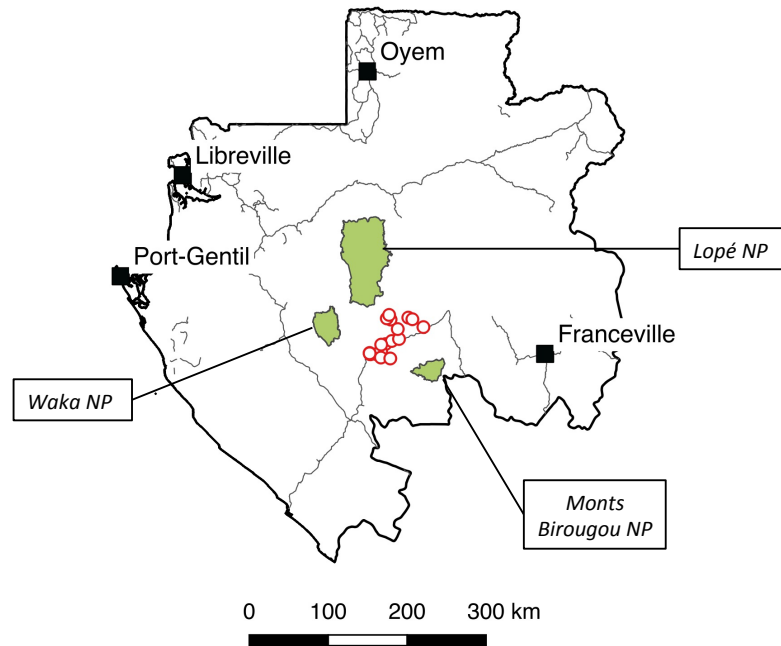 Oyem
Libreville
Port-Gentil
Lopé NP
Franceville
Waka NP
Monts
Birougou NP
0 100 200 300 km